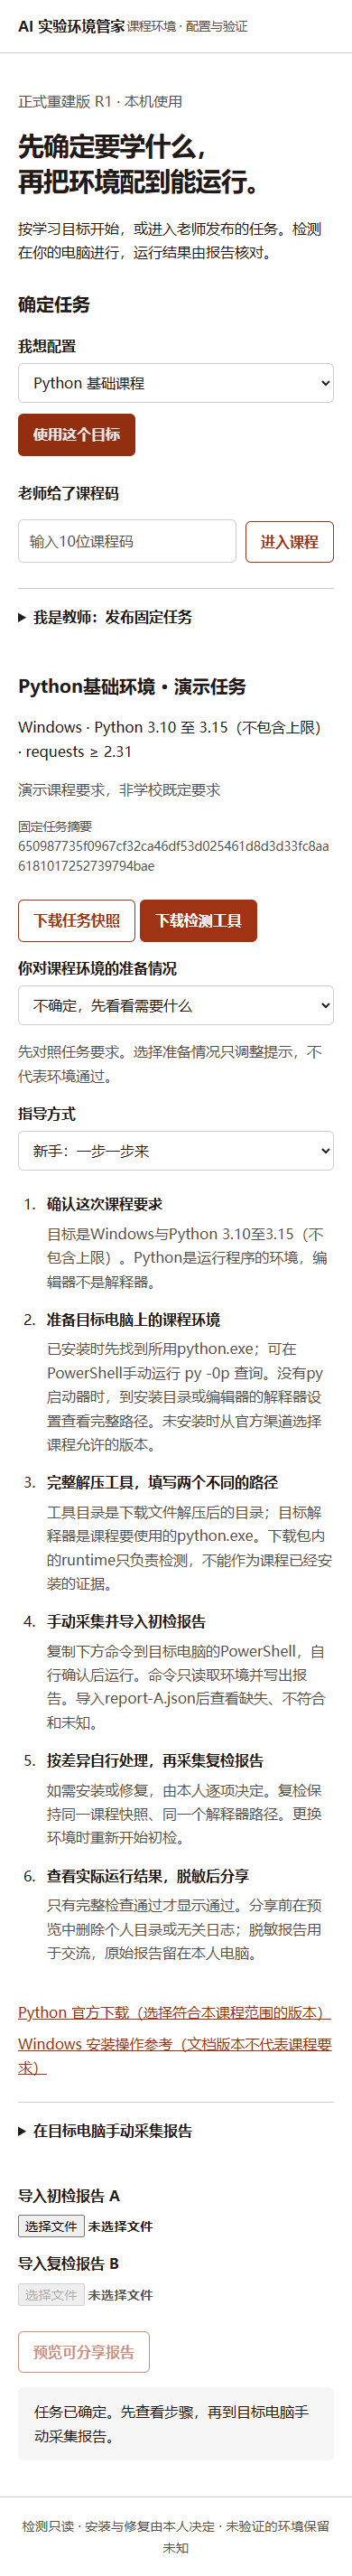 AI 实验环境管家 课程环境 · 配置与验证
正式重建版 R1 · 本机使用
先确定要学什么，
再把环境配到能运行。
按学习目标开始，或进入老师发布的任务。检测
在你的电脑进行，运行结果由报告核对。
确定任务
我想配置
Python 基础课程
使用这个目标
老师给了课程码
输入10位课程码
进入课程
▶ 我是教师：发布固定任务
Python基础环境 · 演示任务
Windows · Python 3.10 至 3.15（不包含上限）
· requests ≥ 2.31
演示课程要求，非学校既定要求
固定任务摘要
650987735f0967cf32ca46df53d025461d8d3d33fc8aa
6181017252739794bae
下载任务快照 下载检测工具
你对课程环境的准备情况
不确定，先看看需要什么
先对照任务要求。选择准备情况只调整提示，不
代表环境通过。
指导方式
新手：一步一步来
1. 确认这次课程要求
目标是Windows与Python 3.10至3.15（不
包含上限）。Python是运行程序的环境，编
辑器不是解释器。
2. 准备目标电脑上的课程环境
已安装时先找到所用python.exe；可在
PowerShell手动运行 py -0p 查询。没有py
启动器时，到安装目录或编辑器的解释器设
置查看完整路径。未安装时从官方渠道选择
课程允许的版本。
3. 完整解压工具，填写两个不同的路径
工具目录是下载文件解压后的目录；目标解
释器是课程要使用的python.exe。下载包内
的runtime只负责检测，不能作为课程已经安
装的证据。
4. 手动采集并导入初检报告
复制下方命令到目标电脑的PowerShell，自
行确认后运行。命令只读取环境并写出报
告。导入report-A.json后查看缺失、不符合
和未知。
5. 按差异自行处理，再采集复检报告
如需安装或修复，由本人逐项决定。复检保
持同一课程快照、同一个解释器路径。更换
环境时重新开始初检。
6. 查看实际运行结果，脱敏后分享
只有完整检查通过才显示通过。分享前在预
览中删除个人目录或无关日志；脱敏报告用
于交流，原始报告留在本人电脑。
Python 官方下载（选择符合本课程范围的版本）
Windows 安装操作参考（文档版本不代表课程要
求）
▶ 在目标电脑手动采集报告
导入初检报告 A
选择文件 未选择文件
导入复检报告 B
选择文件 未选择文件
预览可分享报告
任务已确定。先查看步骤，再到目标电脑手
动采集报告。
检测只读 · 安装与修复由本人决定 · 未验证的环境保留
未知